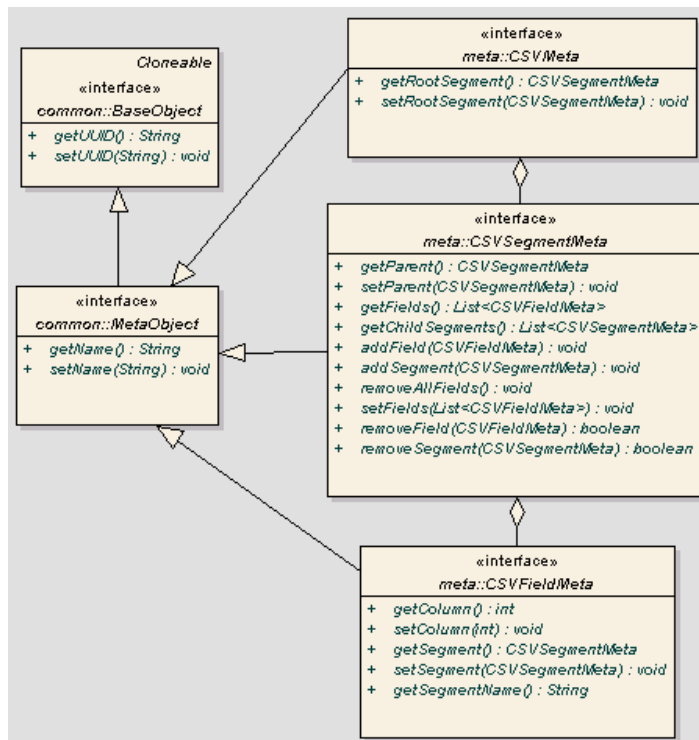 Cloneable
«interface»
common::BaseObject
+ getUUID() : String
+ setUUID(String) : void
«interface»
meta::CSVMeta
+ getRootSegment() : CSVSegmentMeta
+ setRootSegment(CSVSegmentMeta) : void
«interface»
meta::CSVSegmentMeta
+ getParent() : CSVSegmentMeta
+ setParent(CSVSegmentMeta) : void
+ getFields() : List<CSVFieldMeta>
+ getChildSegments() : List<CSVSegmentMeta>
+ addField(CSVFieldMeta) : void
+ addSegment(CSVSegmentMeta) : void
+ removeAllFields() : void
+ setFields(List<CSVFieldMeta>) : void
+ removeField(CSVFieldMeta) : boolean
+ removeSegment(CSVSegmentMeta) : boolean
«interface»
common::MetaObject
+ getName() : String
+ setName(String) : void
«interface»
meta::CSVFieldMeta
+ getColumn() : int
+ setColumn(int) : void
+ getSegment() : CSVSegmentMeta
+ setSegment(CSVSegmentMeta) : void
+ getSegmentName() : String